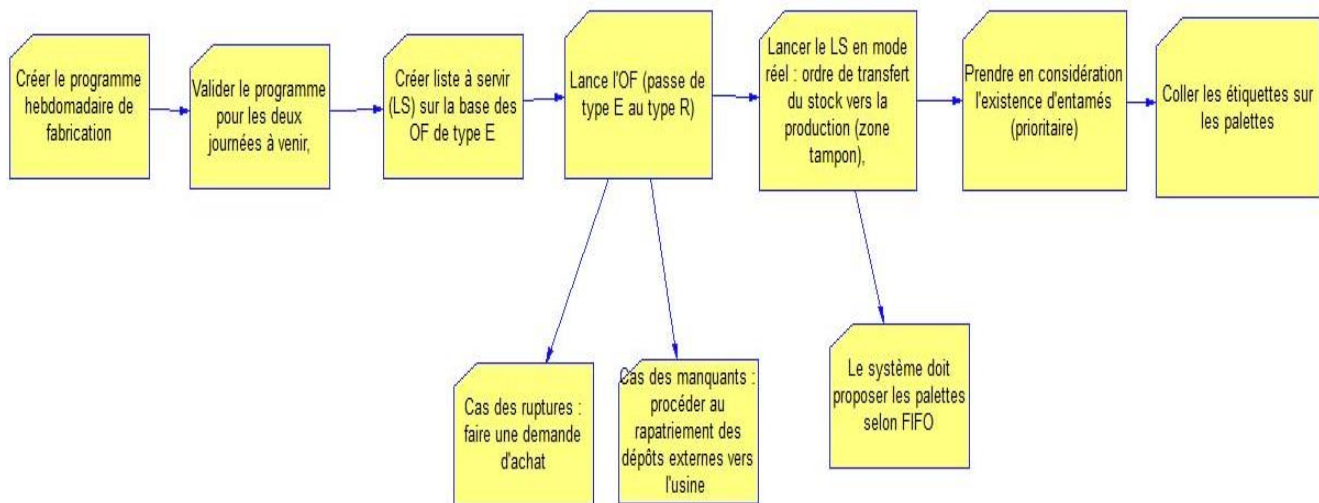 Créer le programme
hebdomadaire de
fabrication
Valider le programme
pour les deux
journées à venir,
Créer liste à servir
(LS) sur la base des
OF de type E
Lance l'OF (passe de
type E au type R)
Lancer le LS en mode
réel : ordre de transfert
du stock vers la
production (zone
tampon),
Prendre en considération
l'existence d'entamés
(prioritaire)
Coller les étiquettes sur
les palettes
Cas des ruptures :
faire une demande
d'achat
Cas des manquants :
procéder au
rapatriement des
dépôts externes vers
l'usine
Le système doit
proposer les palettes
selon FIFO